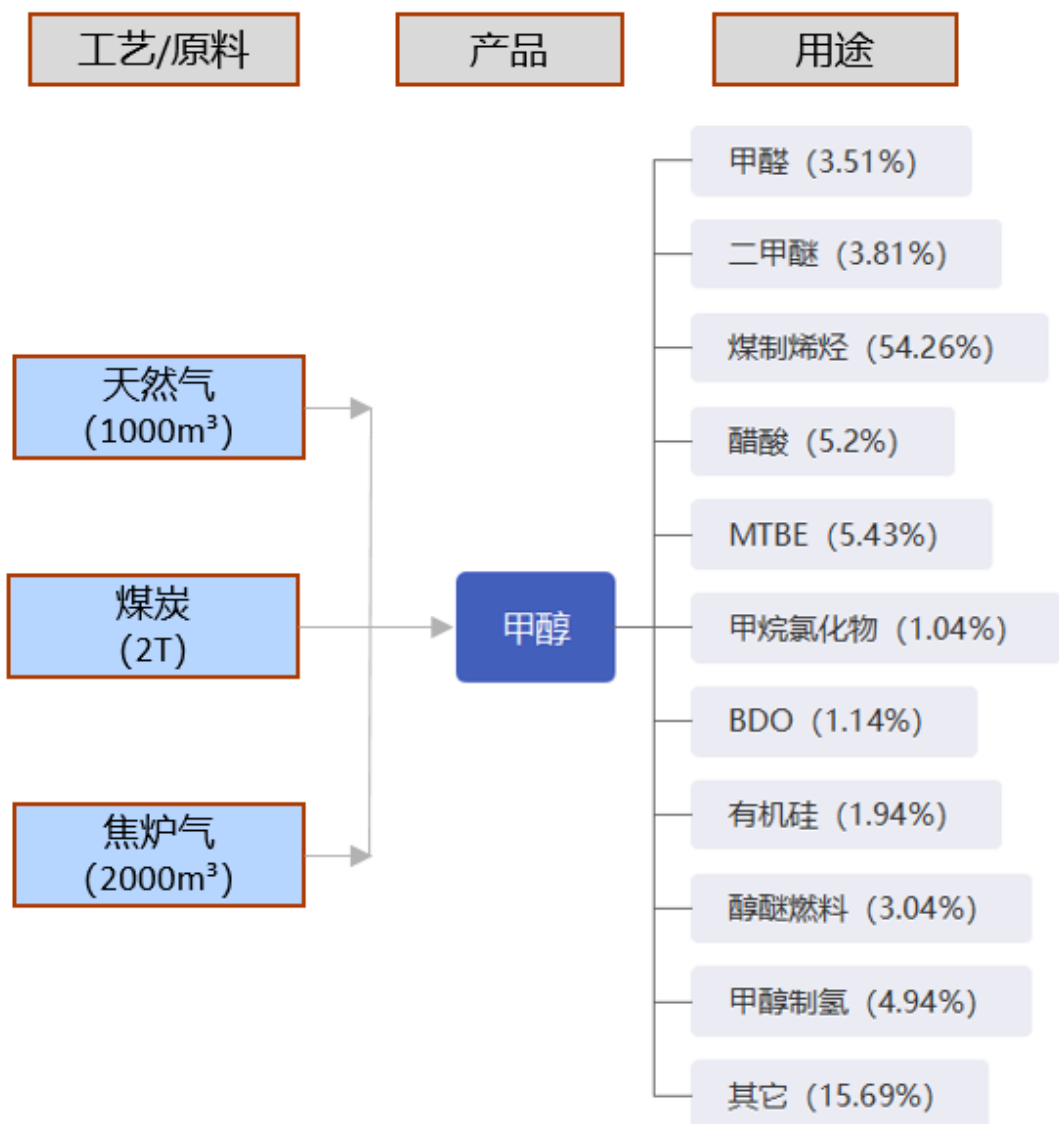 工艺/原料
产品
用途
天然气
(1000m³)
煤炭
(2T)
焦炉气
(2000m³)
甲醇
甲醛（3.51%）
二甲醚（3.81%）
煤制烯烃（54.26%）
醋酸（5.2%）
MTBE（5.43%）
甲烷氯化物（1.04%）
BDO（1.14%）
有机硅（1.94%）
醇醚燃料（3.04%）
甲醇制氢（4.94%）
其它（15.69%）